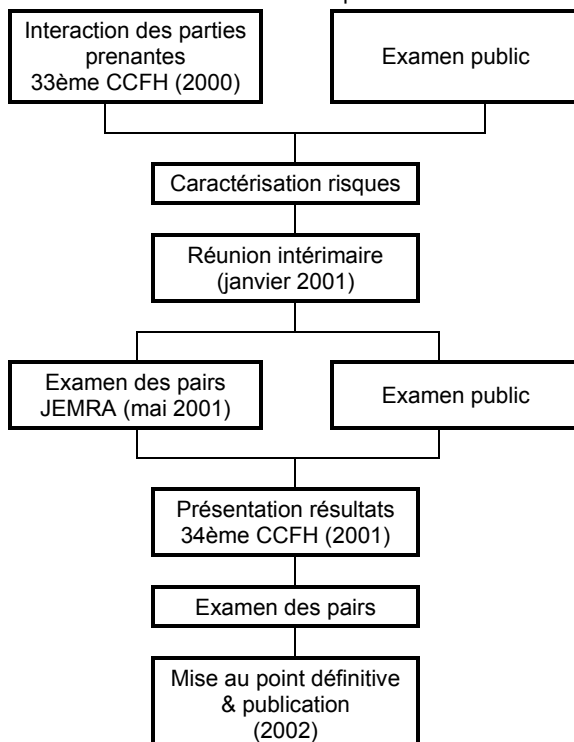 Interaction des parties
prenantes
33ème CCFH (2000)
Examen public
Caractérisation risques
Réunion intérimaire
(janvier 2001)
Examen des pairs
JEMRA (mai 2001)
Examen public
Présentation résultats
34ème CCFH (2001)
Examen des pairs
Mise au point définitive
& publication
(2002)